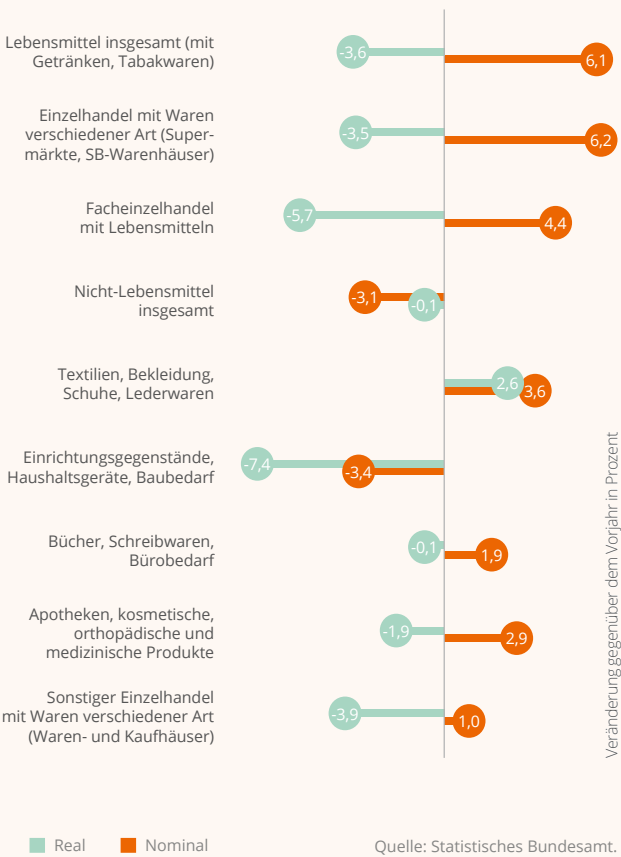 Lebensmittel insgesamt (mit
Getränken, Tabakwaren)
-3,6
6,1
Einzelhandel mit Waren
verschiedener Art (Super-
märkte, SB-Warenhäuser)
-3,5
6,2
Facheinzelhandel
mit Lebensmitteln
-5,7
4,4
Nicht-Lebensmittel
insgesamt
-3,1
-0,1
Textilien, Bekleidung,
Schuhe, Lederwaren
2,6
3,6
Einrichtungsgegenstände,
Haushaltsgeräte, Baubedarf
-7,4
-3,4
Bücher, Schreibwaren,
Bürobedarf
-0,1
1,9
Apotheken, kosmetische,
orthopädische und
medizinische Produkte
-1,9
2,9
Sonstiger Einzelhandel
mit Waren verschiedener Art
(Waren- und Kaufhäuser)
-3,9
1,0
Veränderung gegenüber dem Vorjahr in Prozent
Real
Nominal
Quelle: Statistisches Bundesamt.